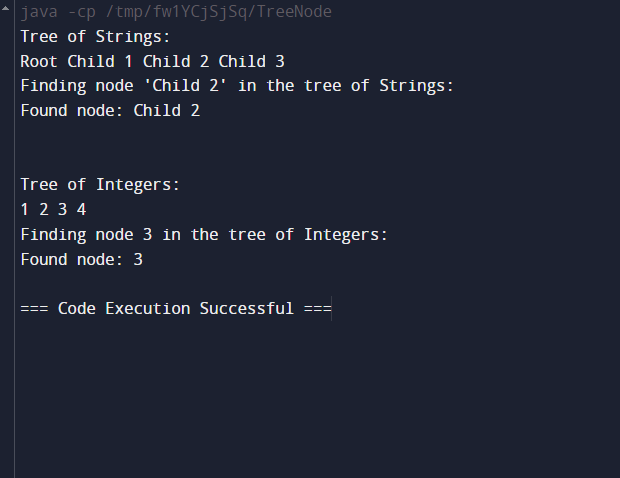 java -cp /tmp/fw1YCjSjSq/TreeNode
Tree of Strings:
Root Child 1 Child 2 Child 3
Finding node 'Child 2' in the tree of Strings:
Found node: Child 2
Tree of Integers:
1 2 3 4
Finding node 3 in the tree of Integers:
Found node: 3
=== Code Execution Successful ===